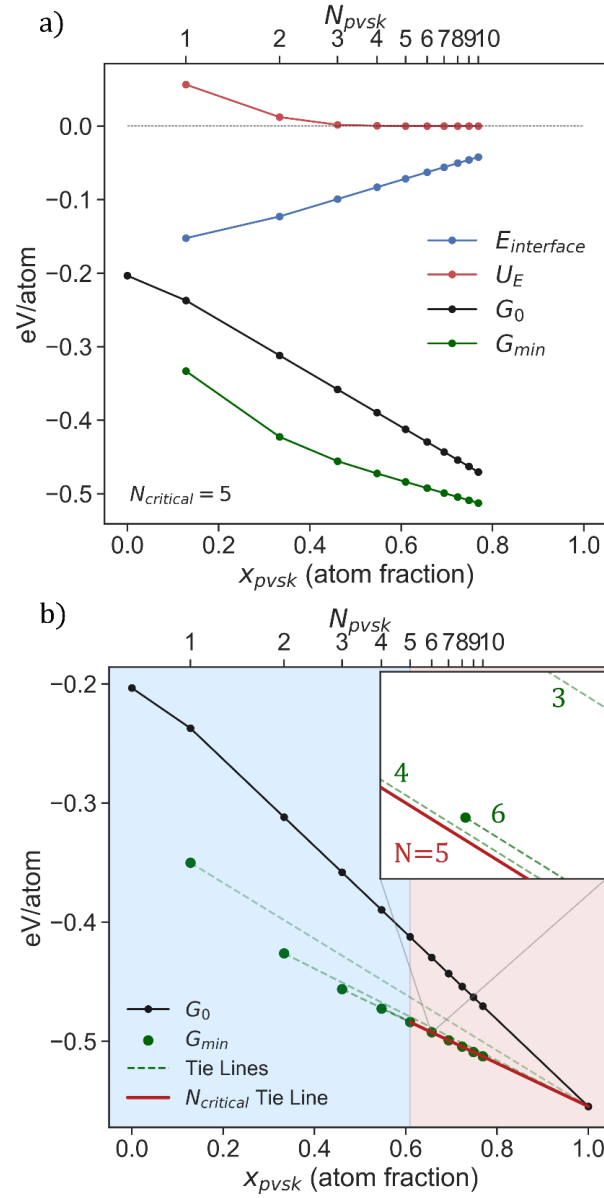 a)
N_pvsk
1 2 3 4 5 6 7 8 9 10
eV/atom
0.0
−0.1
−0.2
−0.3
−0.4
−0.5
E_interface
U_E
G_0
G_min
N_critical = 5
0.0 0.2 0.4 0.6 0.8 1.0
x_pvsk (atom fraction)
b)
N_pvsk
1 2 3 4 5 6 7 8 9 10
eV/atom
−0.2
−0.3
−0.4
−0.5
3
4
6
N=5
G_0
G_min
Tie Lines
N_critical Tie Line
0.0 0.2 0.4 0.6 0.8 1.0
x_pvsk (atom fraction)